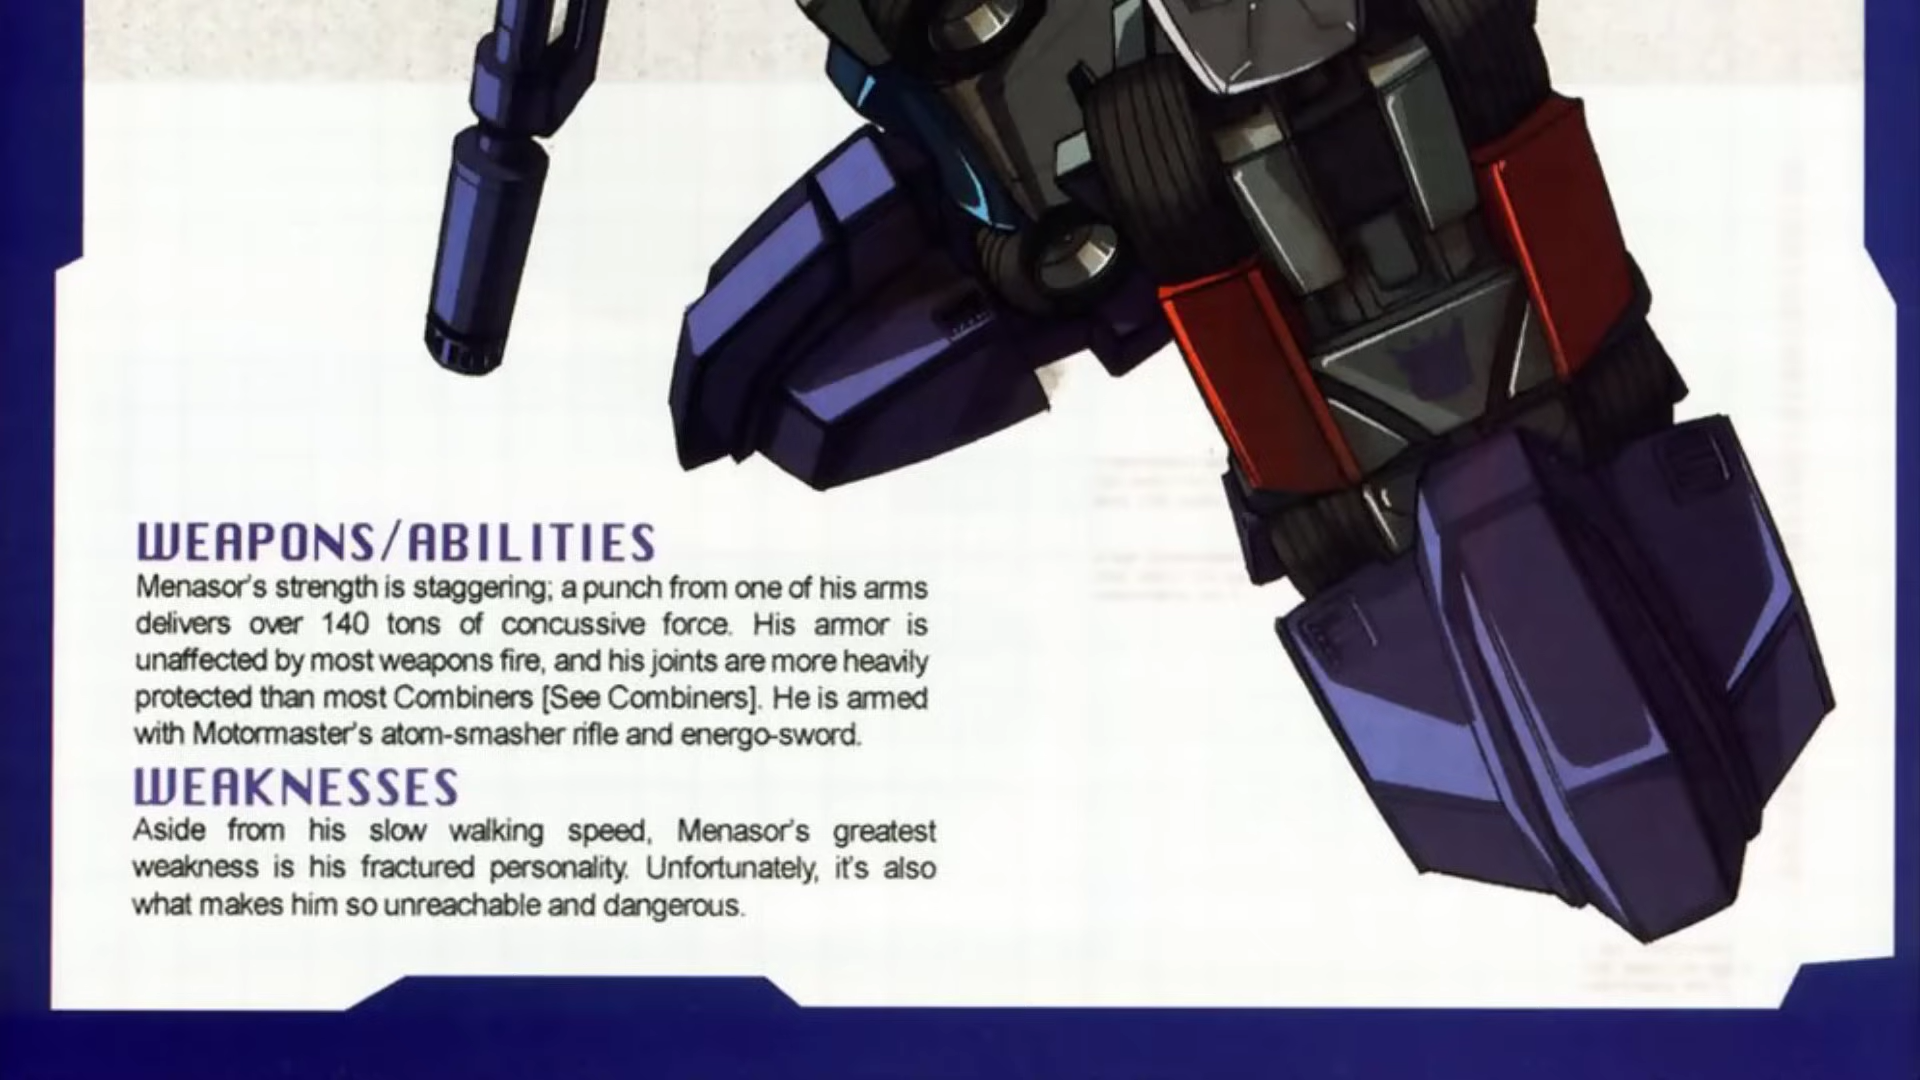 WEAPONS/ABILITIES
Menasor's strength is staggering; a punch from one of his arms
delivers over 140 tons of concussive force. His armor is
unaffected by most weapons fire, and his joints are more heavily
protected than most Combiners [See Combiners]. He is armed
with Motormaster's atom-smasher rifle and energo-sword.
WEAKNESSES
Aside from his slow walking speed, Menasor's greatest
weakness is his fractured personality. Unfortunately, it's also
what makes him so unreachable and dangerous.